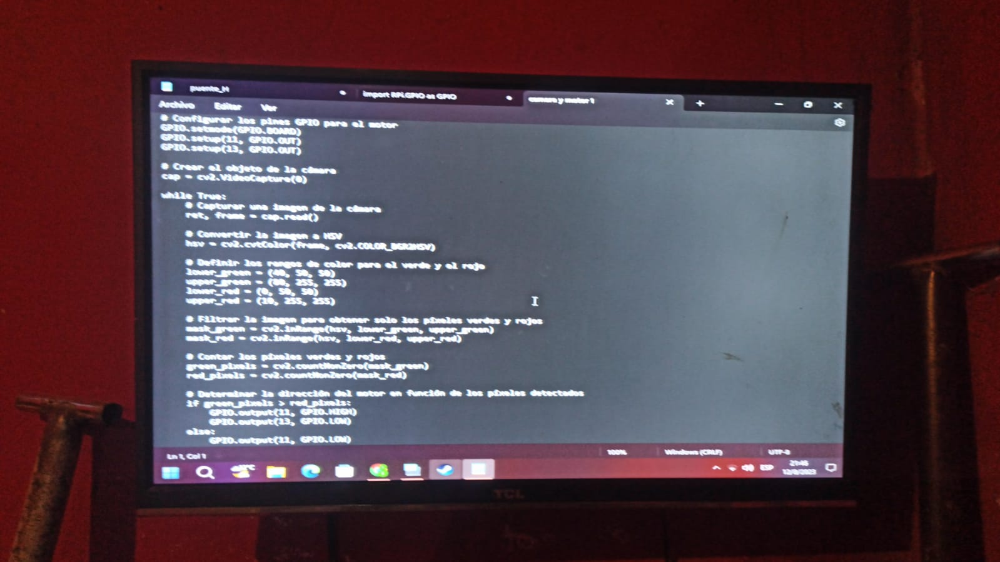 puente_H
import RPi.GPIO as GPIO
camara y motor 1
Archivo
Editar
Ver
# Configurar los pines GPIO para el motor
GPIO.setmode(GPIO.BOARD)
GPIO.setup(11, GPIO.OUT)
GPIO.setup(13, GPIO.OUT)
# Crear el objeto de la cámara
cap = cv2.VideoCapture(0)
while True:
# Capturar una imagen de la cámara
ret, frame = cap.read()
# Convertir la imagen a HSV
hsv = cv2.cvtColor(frame, cv2.COLOR_BGR2HSV)
# Definir los rangos de color para el verde y el rojo
lower_green = (40, 50, 50)
upper_green = (80, 255, 255)
lower_red = (0, 50, 50)
upper_red = (10, 255, 255)
# Filtrar la imagen para obtener solo los píxeles verdes y rojos
mask_green = cv2.inRange(hsv, lower_green, upper_green)
mask_red = cv2.inRange(hsv, lower_red, upper_red)
# Contar los píxeles verdes y rojos
green_pixels = cv2.countNonZero(mask_green)
red_pixels = cv2.countNonZero(mask_red)
# Determinar la dirección del motor en función de los píxeles detectados
if green_pixels > red_pixels:
GPIO.output(11, GPIO.HIGH)
GPIO.output(13, GPIO.LOW)
else:
GPIO.output(11, GPIO.LOW)
Ln 1, Col 1
100%
Windows (CRLF)
UTF-8
ESP
21:46
2023
TCL